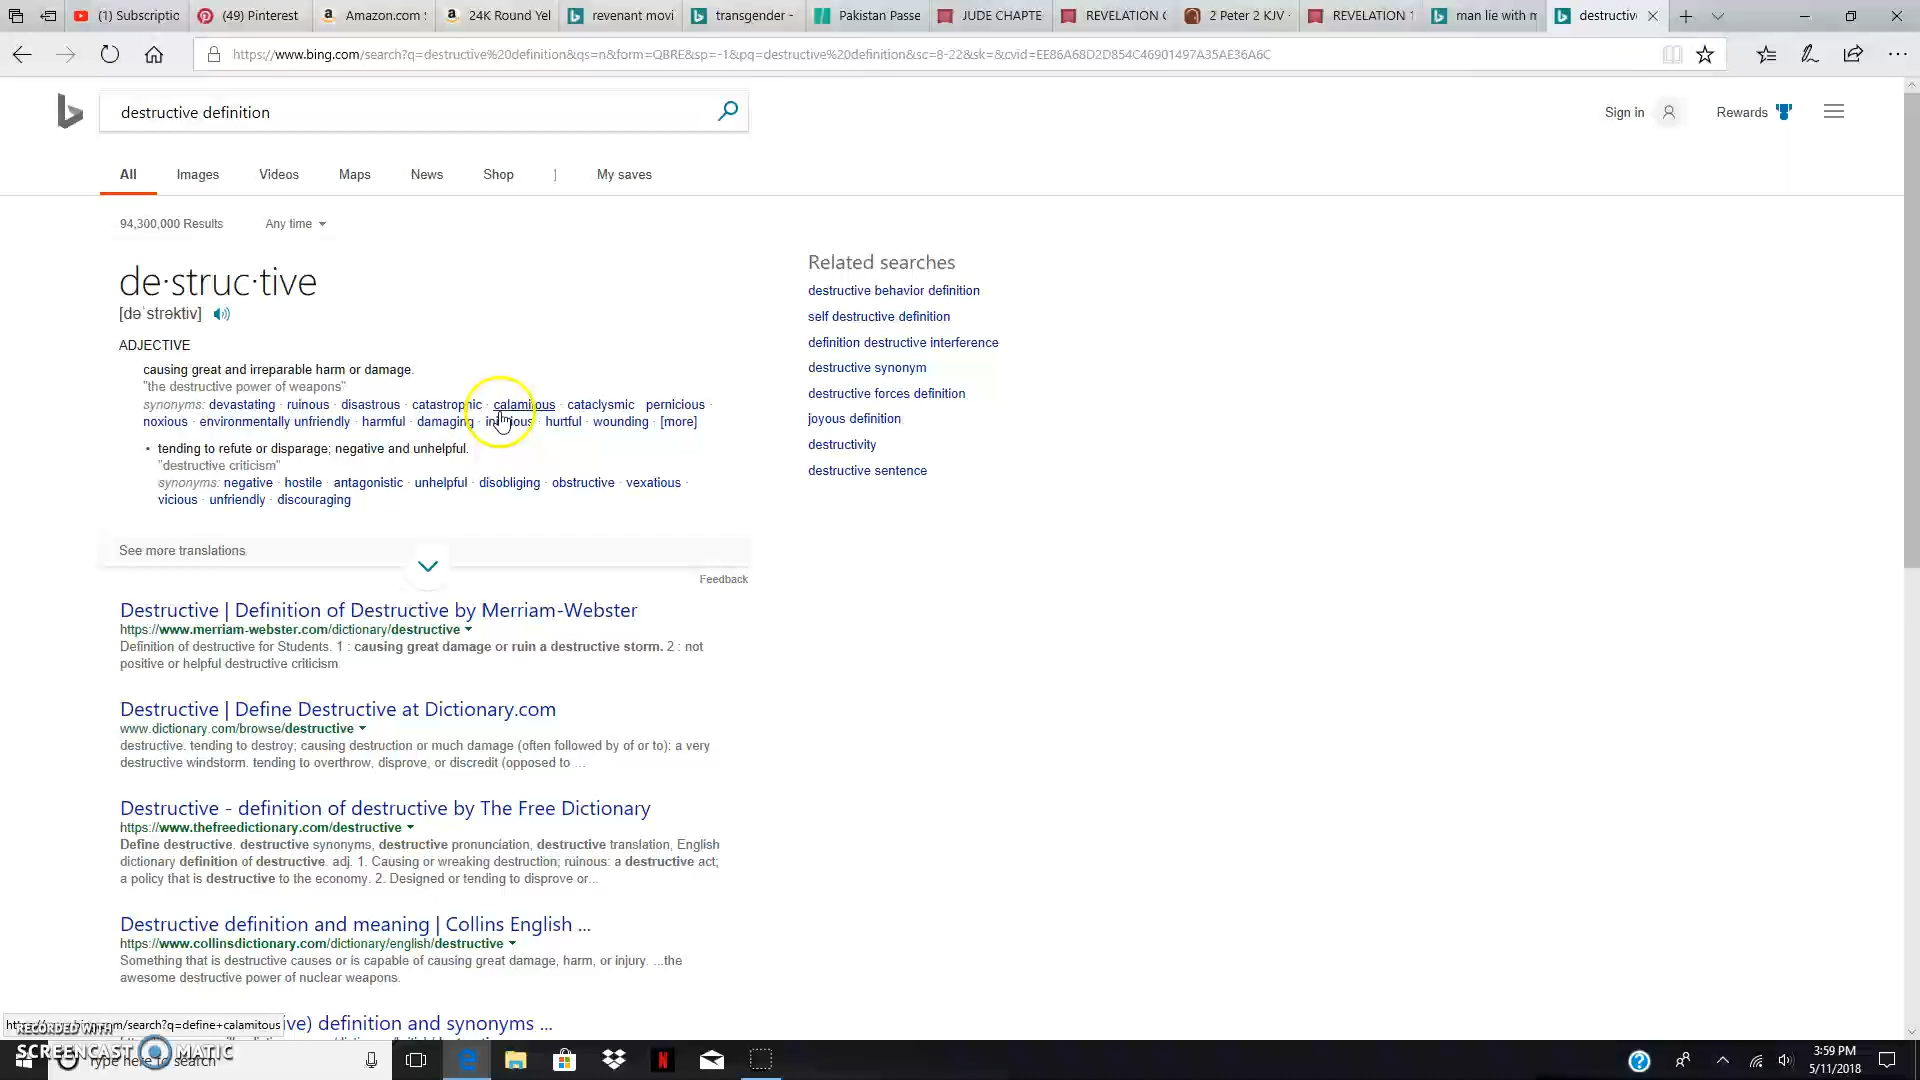 (1) Subscriptio
(49) Pinterest
Amazon.com
24K Round Yel
revenant movi
transgender -
Pakistan Passe
JUDE CHAPTE
REVELATION
2 Peter 2 KJV
REVELATION 1
man lie with m
destructive
https://www.bing.com/search?q=destructive%20definition&qs=n&form=QBRE&sp=-1&pq=destructive%20definition&sc=8-22&sk=&cvid=EE86A68D2D854C46901497A35AE36A6C
destructive definition
Sign in
Rewards
All Images Videos Maps News Shop | My saves
94,300,000 Results Any time
de·struc·tive
[dəˈstrəktiv]
ADJECTIVE
causing great and irreparable harm or damage.
"the destructive power of weapons"
synonyms: devastating · ruinous · disastrous · catastrophic · calamitous · cataclysmic · pernicious ·
noxious · environmentally unfriendly · harmful · damaging · injurious · hurtful · wounding · [more]
• tending to refute or disparage; negative and unhelpful.
"destructive criticism"
synonyms: negative · hostile · antagonistic · unhelpful · disobliging · obstructive · vexatious ·
vicious · unfriendly · discouraging
See more translations
Feedback
Related searches
destructive behavior definition
self destructive definition
definition destructive interference
destructive synonym
destructive forces definition
joyous definition
destructivity
destructive sentence
Destructive | Definition of Destructive by Merriam-Webster
https://www.merriam-webster.com/dictionary/destructive
Definition of destructive for Students. 1 : causing great damage or ruin a destructive storm. 2 : not
positive or helpful destructive criticism
Destructive | Define Destructive at Dictionary.com
www.dictionary.com/browse/destructive
destructive. tending to destroy; causing destruction or much damage (often followed by of or to): a very
destructive windstorm. tending to overthrow, disprove, or discredit (opposed to ...
Destructive - definition of destructive by The Free Dictionary
https://www.thefreedictionary.com/destructive
Define destructive. destructive synonyms, destructive pronunciation, destructive translation, English
dictionary definition of destructive. adj. 1. Causing or wreaking destruction; ruinous: a destructive act;
a policy that is destructive to the economy. 2. Designed or tending to disprove or...
Destructive definition and meaning | Collins English ...
https://www.collinsdictionary.com/dictionary/english/destructive
Something that is destructive causes or is capable of causing great damage, harm, or injury. ...the
awesome destructive power of nuclear weapons.
ive) definition and synonyms ...
.com/search?q=define+calamitous
RECORDED WITH
SCREENCAST MATIC
Type here to search
3:59 PM
5/11/2018